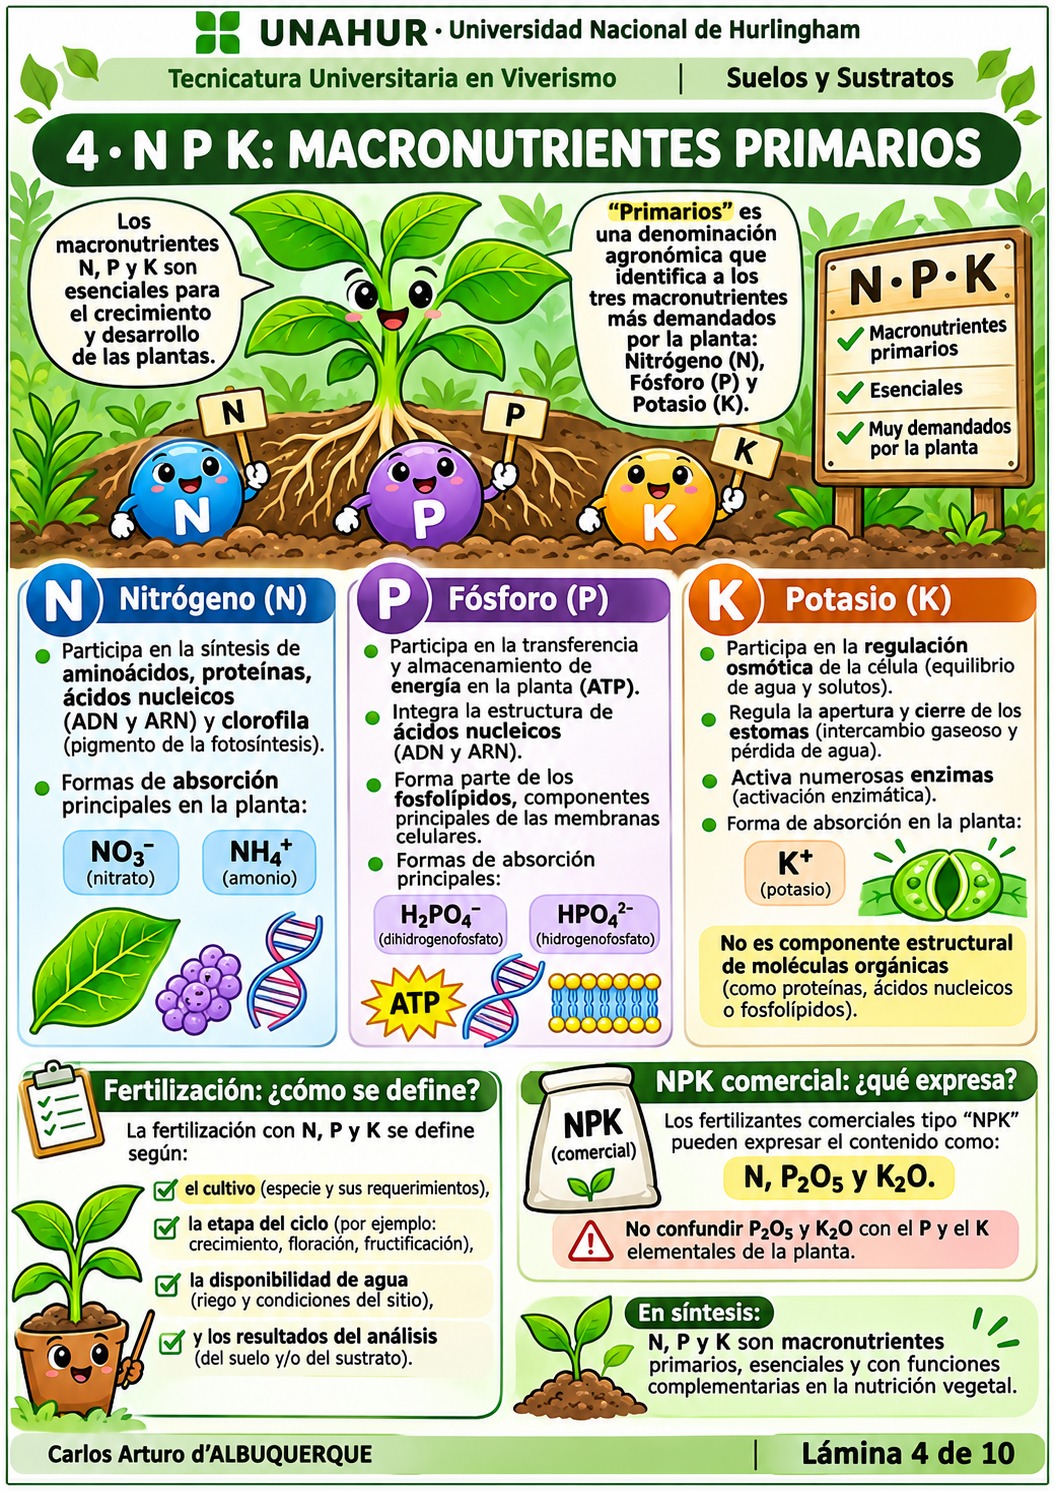 UNAHUR · Universidad Nacional de Hurlingham
Tecnicatura Universitaria en Viverismo | Suelos y Sustratos
4 · N P K: MACRONUTRIENTES PRIMARIOS
Los
macronutrientes
N, P y K son
esenciales para
el crecimiento
y desarrollo
de las plantas.
“Primarios” es
una denominación
agronómica que
identifica a los
tres macronutrientes
más demandados
por la planta:
Nitrógeno (N),
Fósforo (P) y
Potasio (K).
N·P·K
Macronutrientes
primarios
Esenciales
Muy demandados
por la planta
N
P
K
N
P
K
N Nitrógeno (N)
Participa en la síntesis de
aminoácidos, proteínas,
ácidos nucleicos
(ADN y ARN) y clorofila
(pigmento de la fotosíntesis).
Formas de absorción
principales en la planta:
NO₃⁻
(nitrato)
NH₄⁺
(amonio)
P Fósforo (P)
Participa en la transferencia
y almacenamiento de
energía en la planta (ATP).
Integra la estructura de
ácidos nucleicos
(ADN y ARN).
Forma parte de los
fosfolípidos, componentes
principales de las membranas
celulares.
Formas de absorción
principales:
H₂PO₄⁻
(dihidrogenofosfato)
HPO₄²⁻
(hidrogenofosfato)
ATP
K Potasio (K)
Participa en la regulación
osmótica de la célula (equilibrio
de agua y solutos).
Regula la apertura y cierre de los
estomas (intercambio gaseoso y
pérdida de agua).
Activa numerosas enzimas
(activación enzimática).
Forma de absorción en la planta:
K⁺
(potasio)
No es componente estructural
de moléculas orgánicas
(como proteínas, ácidos nucleicos
o fosfolípidos).
Fertilización: ¿cómo se define?
La fertilización con N, P y K se define
según:
el cultivo (especie y sus requerimientos),
la etapa del ciclo (por ejemplo:
crecimiento, floración, fructificación),
la disponibilidad de agua
(riego y condiciones del sitio),
y los resultados del análisis
(del suelo y/o del sustrato).
NPK comercial: ¿qué expresa?
NPK
(comercial)
Los fertilizantes comerciales tipo “NPK”
pueden expresar el contenido como:
N, P₂O₅ y K₂O.
No confundir P₂O₅ y K₂O con el P y el K
elementales de la planta.
En síntesis:
N, P y K son macronutrientes
primarios, esenciales y con funciones
complementarias en la nutrición vegetal.
Carlos Arturo d’ALBUQUERQUE | Lámina 4 de 10